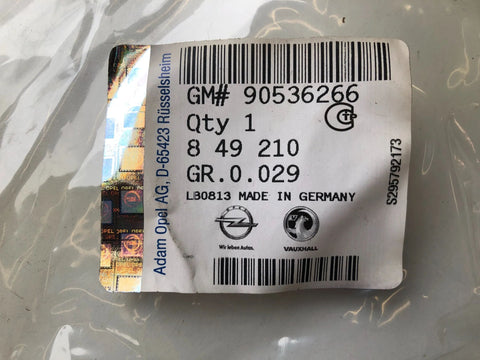 Adam Opel AG, D-65423 Rüsselsheim
GM# 90536266
Qty 1
8 49 210
GR.0.029
LB0813 MADE IN GERMANY
Wir leben Autos.
VAUXHALL
S295792173